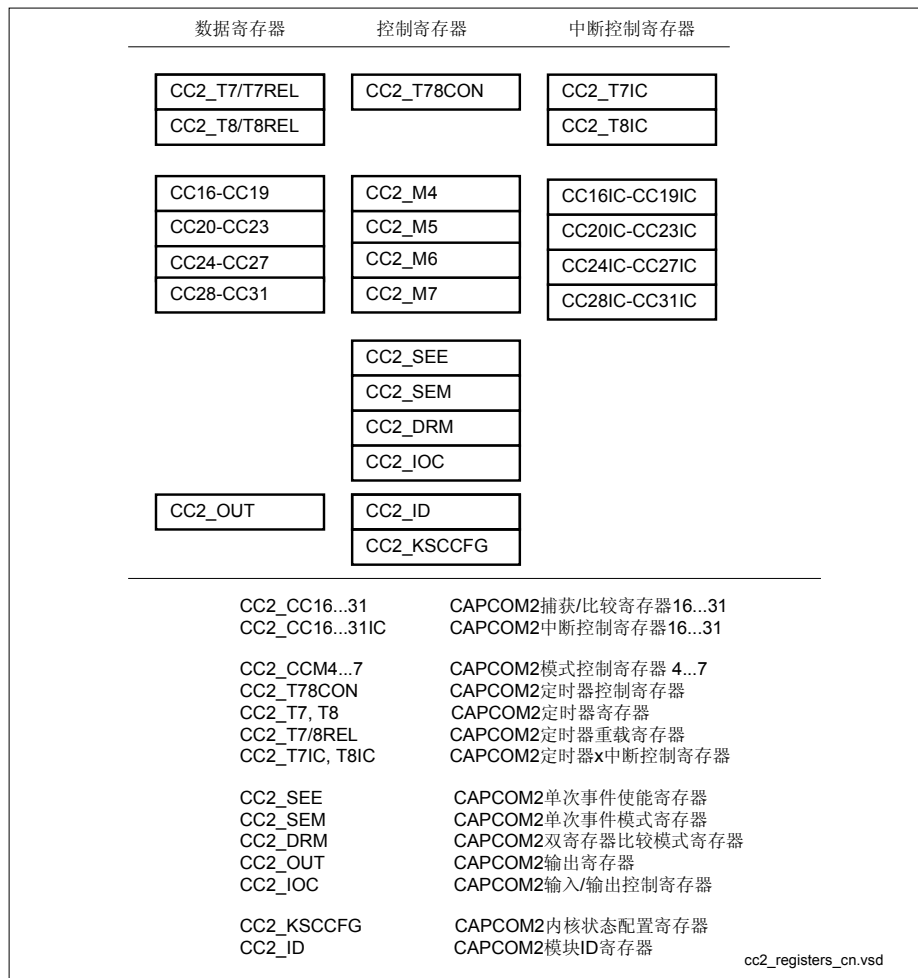 数据寄存器 控制寄存器 中断控制寄存器
CC2_T7/T7REL CC2_T78CON CC2_T7IC
CC2_T8/T8REL CC2_T8IC
CC16-CC19 CC2_M4 CC16IC-CC19IC
CC20-CC23 CC2_M5 CC20IC-CC23IC
CC24-CC27 CC2_M6 CC24IC-CC27IC
CC28-CC31 CC2_M7 CC28IC-CC31IC
CC2_SEE
CC2_SEM
CC2_DRM
CC2_IOC
CC2_OUT CC2_ID
CC2_KSCCFG
CC2_CC16...31 CAPCOM2捕获/比较寄存器16...31
CC2_CC16...31IC CAPCOM2中断控制寄存器16...31
CC2_CCM4...7 CAPCOM2模式控制寄存器 4...7
CC2_T78CON CAPCOM2定时器控制寄存器
CC2_T7, T8 CAPCOM2定时器寄存器
CC2_T7/8REL CAPCOM2定时器重载寄存器
CC2_T7IC, T8IC CAPCOM2定时器x中断控制寄存器
CC2_SEE CAPCOM2单次事件使能寄存器
CC2_SEM CAPCOM2单次事件模式寄存器
CC2_DRM CAPCOM2双寄存器比较模式寄存器
CC2_OUT CAPCOM2输出寄存器
CC2_IOC CAPCOM2输入/输出控制寄存器
CC2_KSCCFG CAPCOM2内核状态配置寄存器
CC2_ID CAPCOM2模块ID寄存器
cc2_registers_cn.vsd